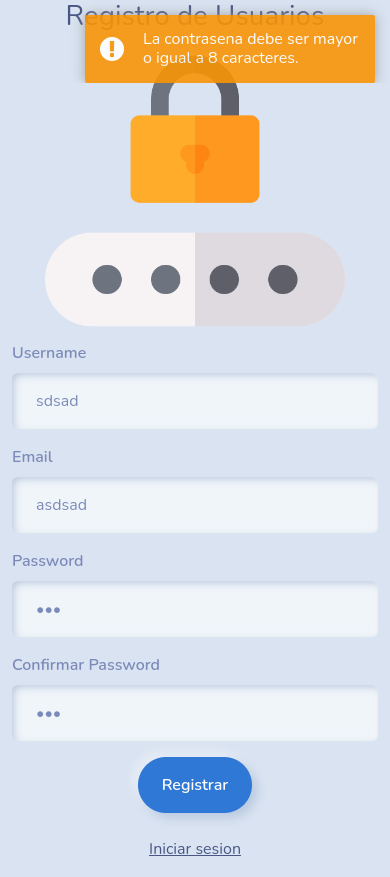 Registro de Usuarios
La contrasena debe ser mayor
o igual a 8 caracteres.
Username
sdsad
Email
asdsad
Password
•••
Confirmar Password
•••
Registrar
Iniciar sesion